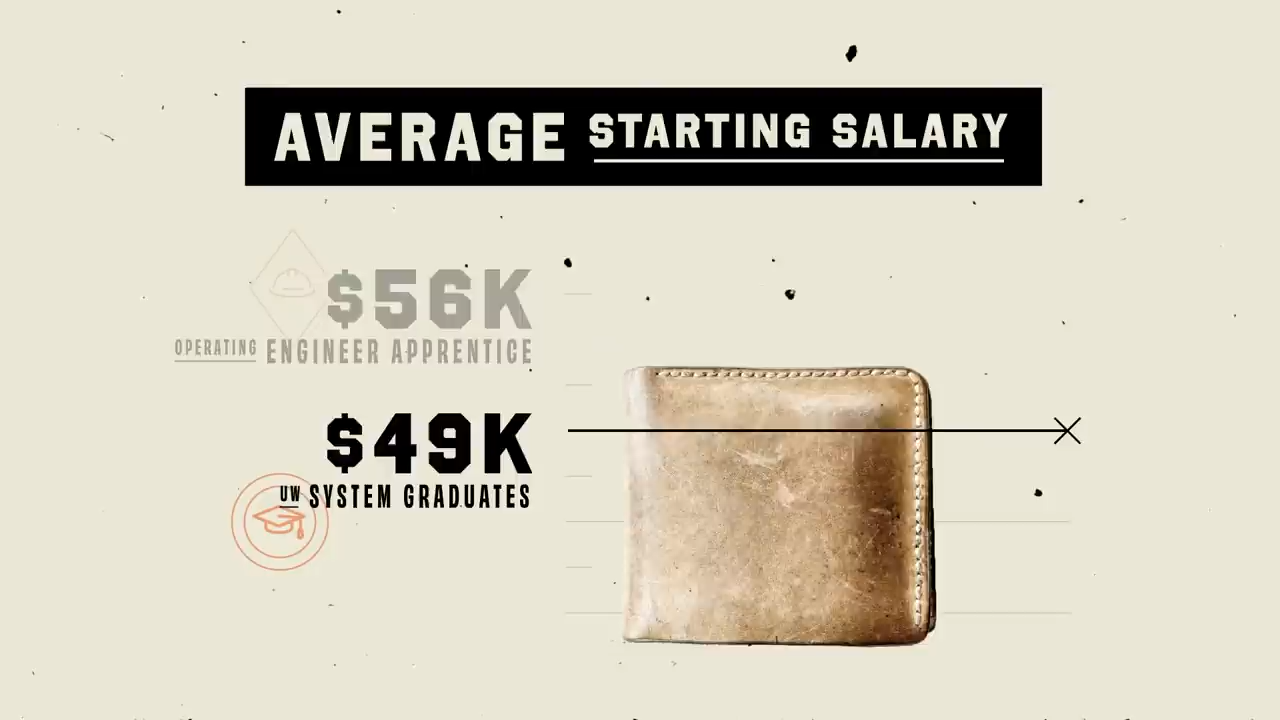 AVERAGE STARTING SALARY
$56K
OPERATING ENGINEER APPRENTICE
$49K
UW SYSTEM GRADUATES